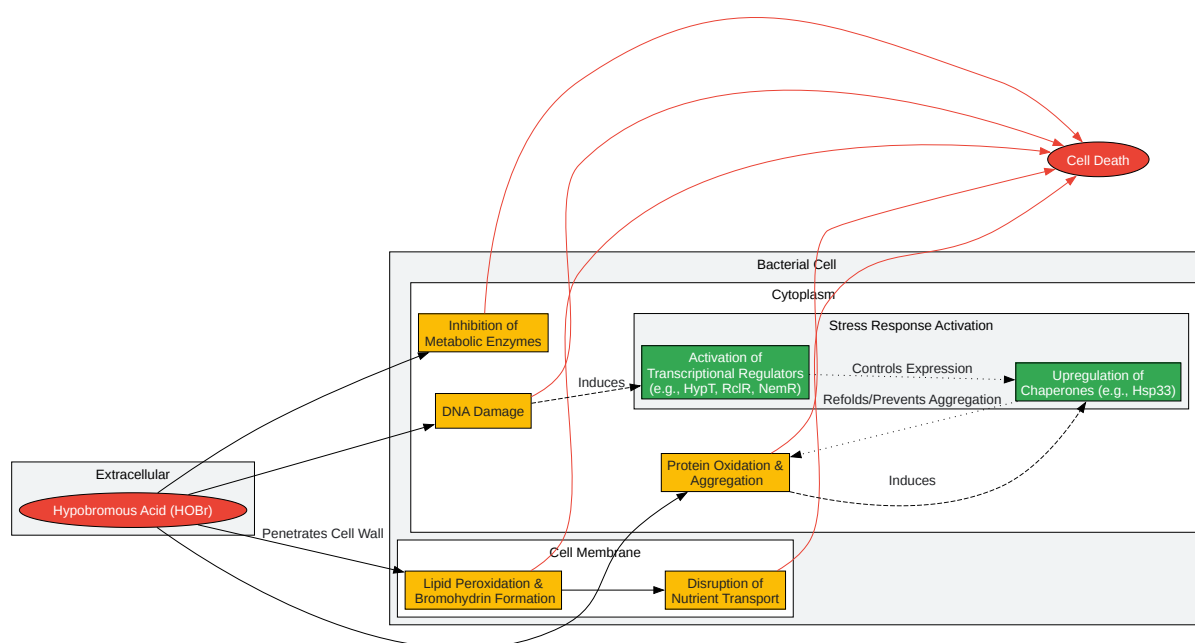 Cell Death
Bacterial Cell
Cytoplasm
Inhibition of
Metabolic Enzymes
Stress Response Activation
Activation of
Transcriptional Regulators
(e.g., HypT, RclR, NemR)
Controls Expression
Upregulation of
Chaperones (e.g., Hsp33)
Induces
DNA Damage
Refolds/Prevents Aggregation
Protein Oxidation &
Aggregation
Induces
Extracellular
Hypobromous Acid (HOBr)
Penetrates Cell Wall
Cell Membrane
Lipid Peroxidation &
Bromohydrin Formation
Disruption of
Nutrient Transport